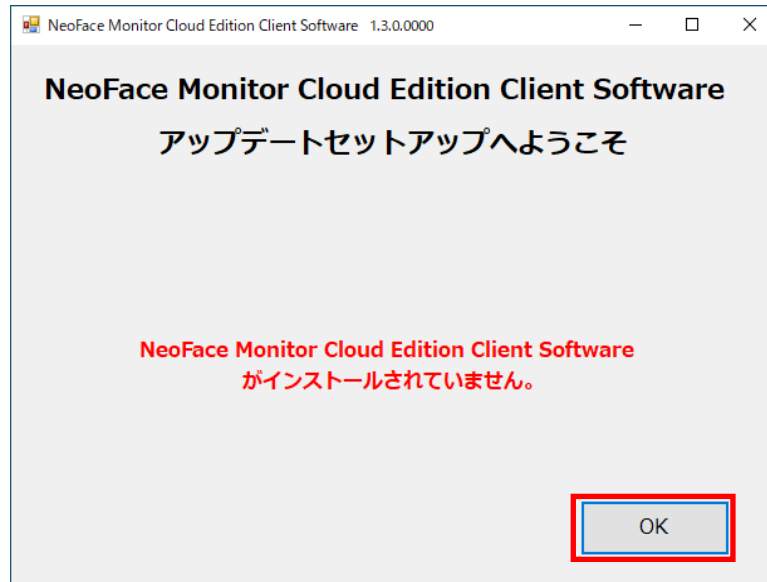 NeoFace Monitor Cloud Edition Client Software 1.3.0.0000
NeoFace Monitor Cloud Edition Client Software
アップデートセットアップへようこそ
NeoFace Monitor Cloud Edition Client Software
がインストールされていません。
OK